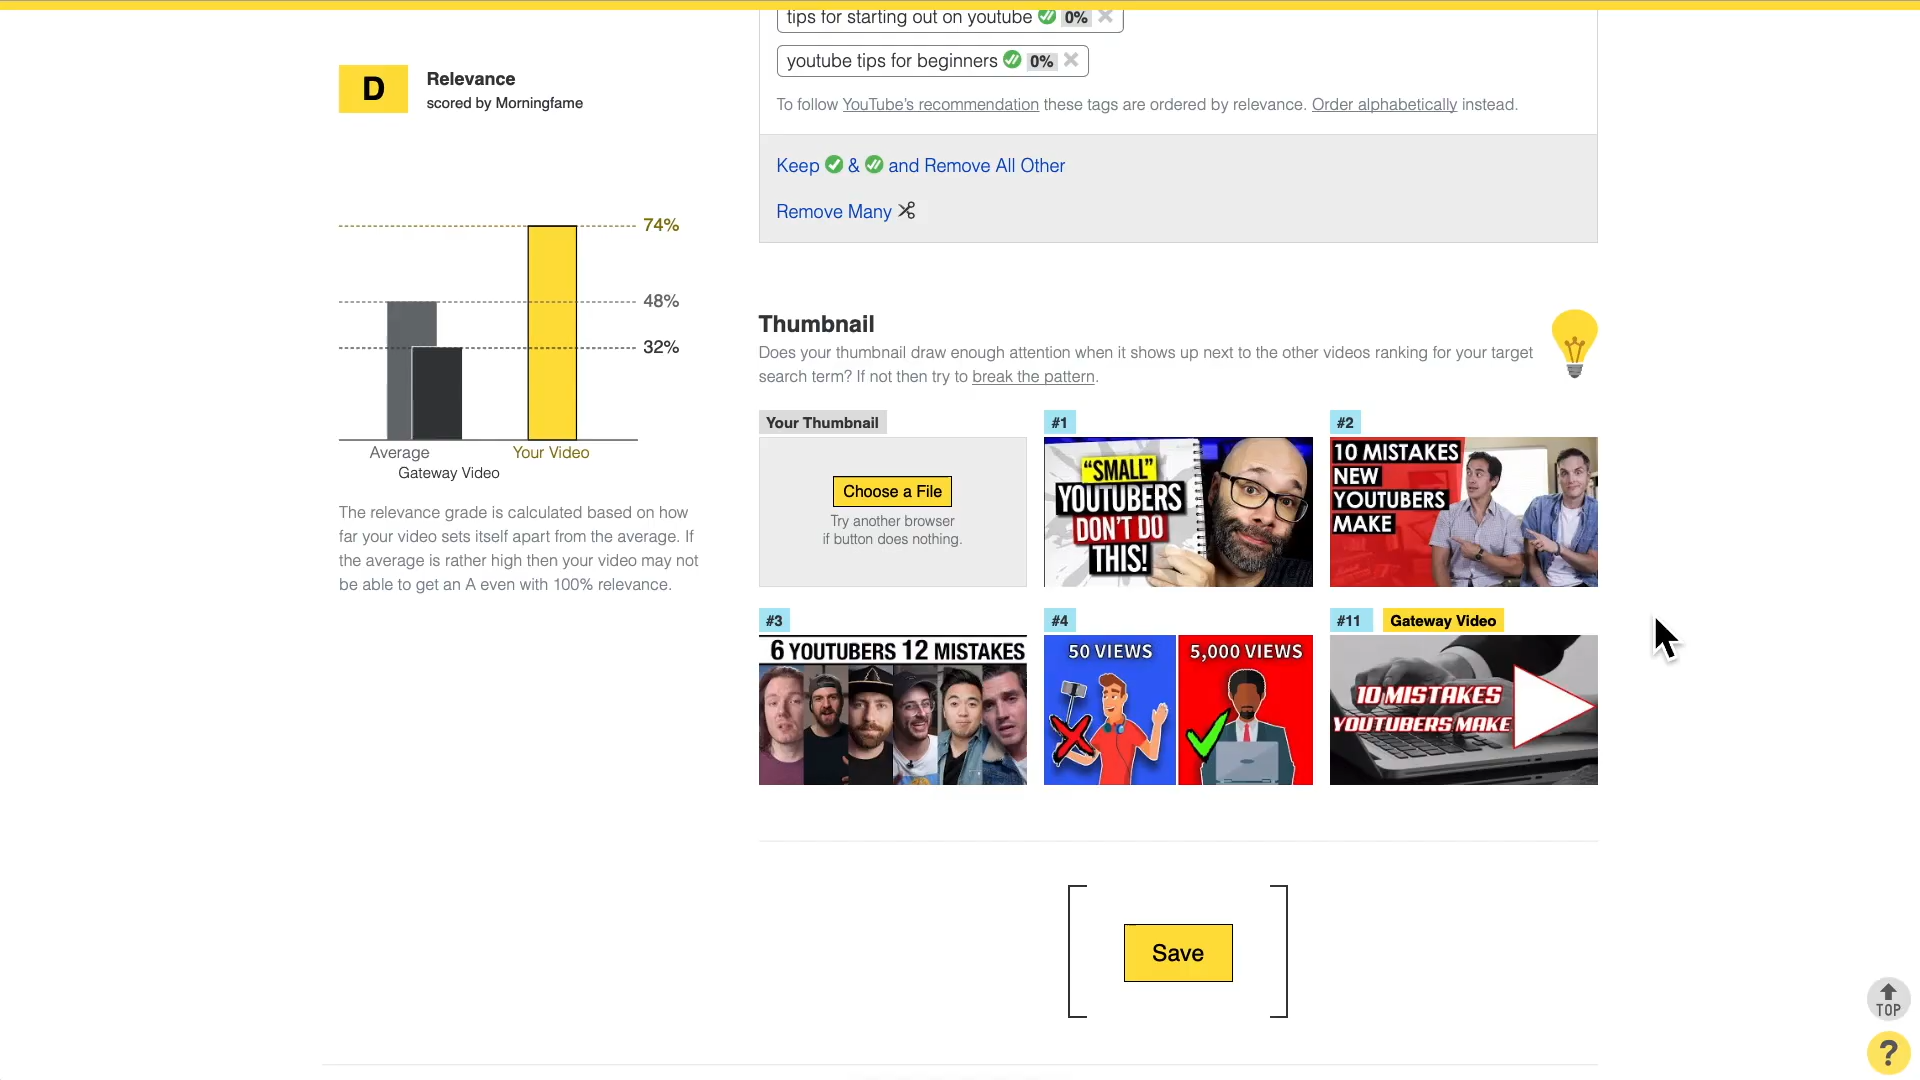 tips for starting out on youtube 0%
youtube tips for beginners 0%
To follow YouTube's recommendation these tags are ordered by relevance. Order alphabetically instead.
Keep & and Remove All Other
Remove Many
D
Relevance
scored by Morningfame
74%
48%
32%
Average
Your Video
Gateway Video
The relevance grade is calculated based on how
far your video sets itself apart from the average. If
the average is rather high then your video may not
be able to get an A even with 100% relevance.
Thumbnail
Does your thumbnail draw enough attention when it shows up next to the other videos ranking for your target
search term? If not then try to break the pattern.
Your Thumbnail
Choose a File
Try another browser
if button does nothing.
#1
"SMALL"
YOUTUBERS
DON'T DO
THIS!
#2
10 MISTAKES
NEW
YOUTUBERS
MAKE
#3
6 YOUTUBERS 12 MISTAKES
#4
50 VIEWS
5,000 VIEWS
#11
Gateway Video
10 MISTAKES
YOUTUBERS MAKE
Save
TOP
?